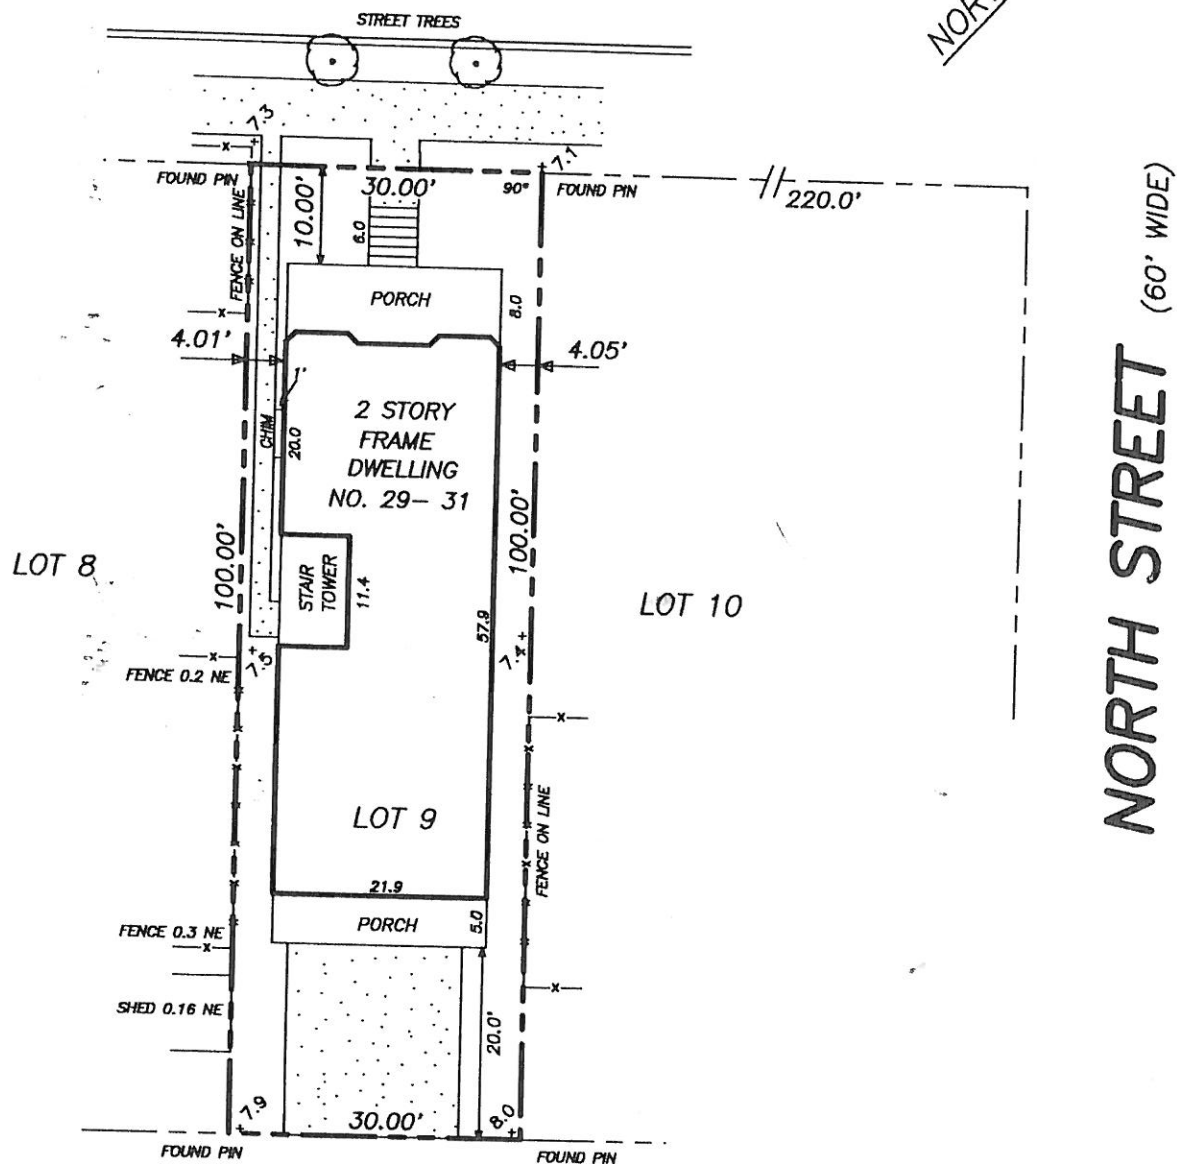 STREET TREES
NOR
7.3
7.1
FOUND PIN
30.00'
90°
FOUND PIN
220.0'
(60' WIDE)
FENCE ON LINE
10.00'
6.0
PORCH
8.0
4.01'
4.05'
1'
CHIM
20.0
2 STORY
FRAME
DWELLING
NO. 29- 31
NORTH STREET
100.00'
100.00'
LOT 8
STAIR
TOWER
11.4
LOT 10
57.9
7.5
FENCE 0.2 NE
LOT 9
FENCE ON LINE
21.9
PORCH
5.0
FENCE 0.3 NE
SHED 0.16 NE
20.0'
7.9
30.00'
8.0
FOUND PIN
FOUND PIN